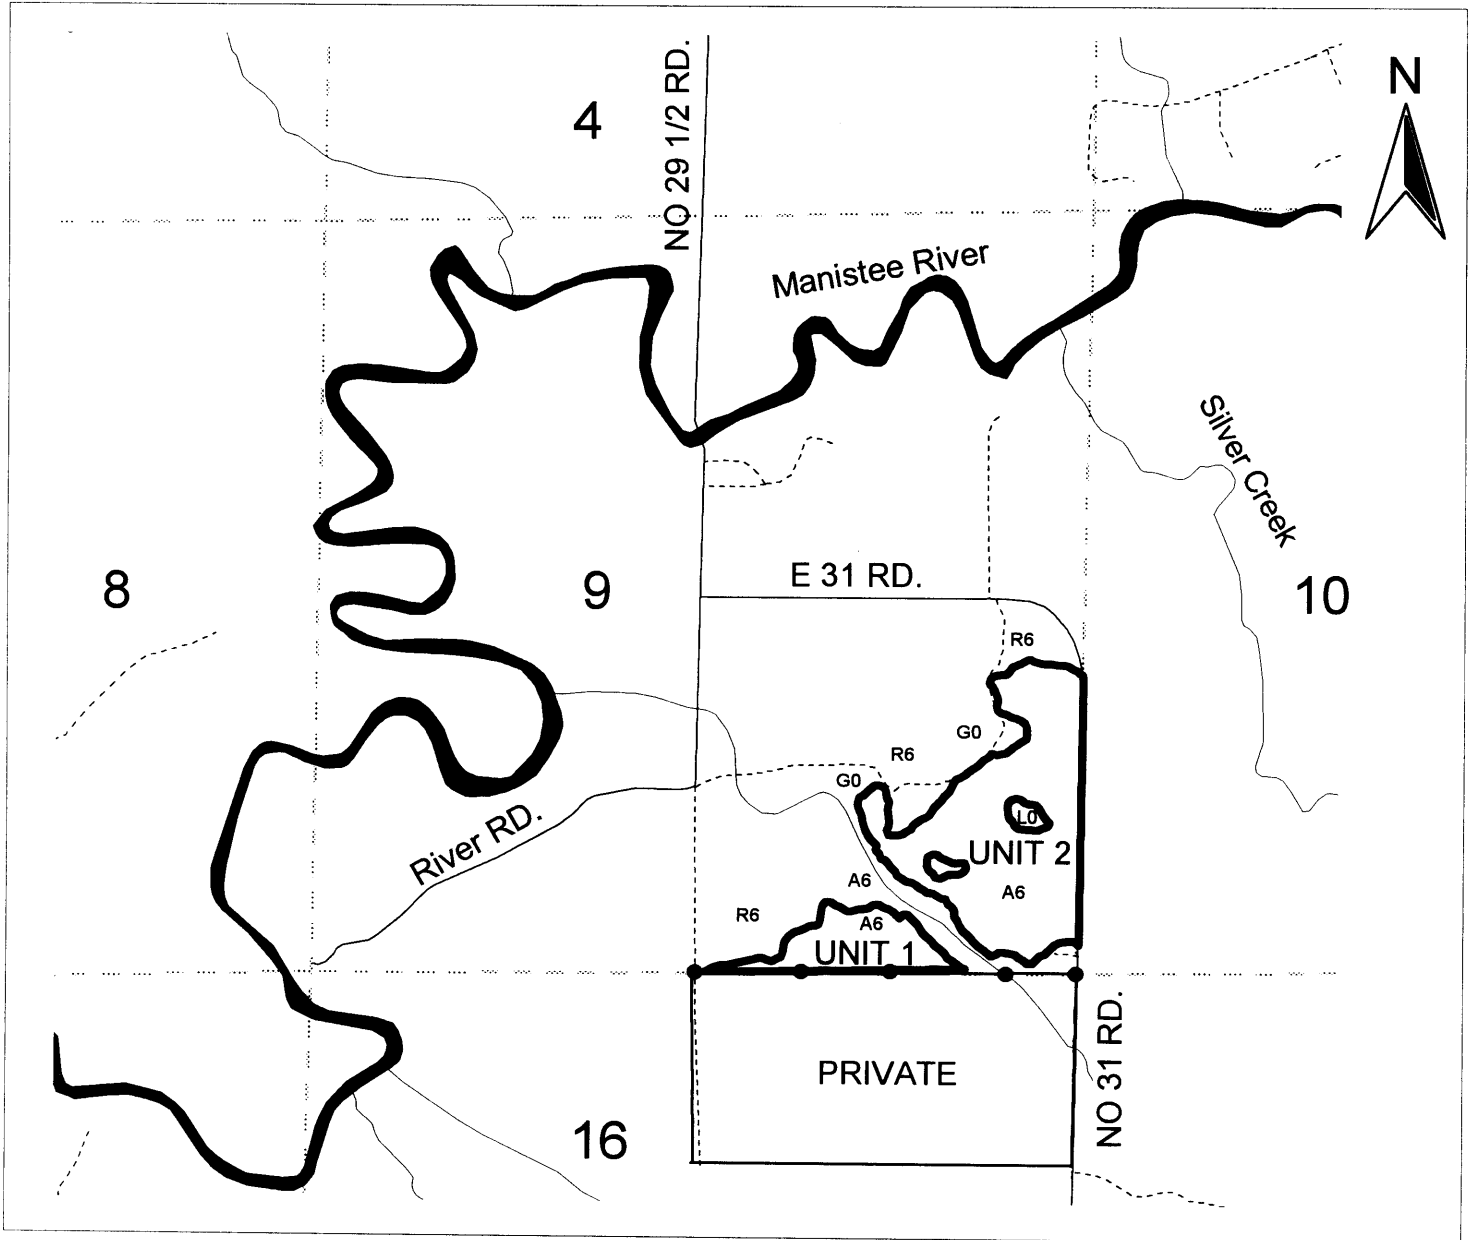 N
4
NO 29 1/2 RD.
Manistee River
Silver Creek
8
9
E 31 RD.
10
R6
G0
R6
G0
L0
UNIT 2
River RD.
A6
A6
R6
A6
UNIT 1
NO 31 RD.
PRIVATE
16